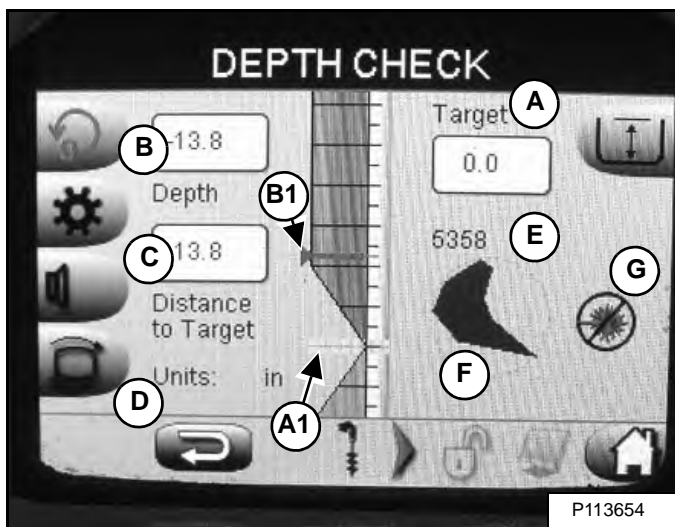 DEPTH CHECK
A
Target
0.0
B
-13.8
Depth
B1
C
13.8
Distance
to Target
5358
E
G
F
D
Units: in
A1
P113654